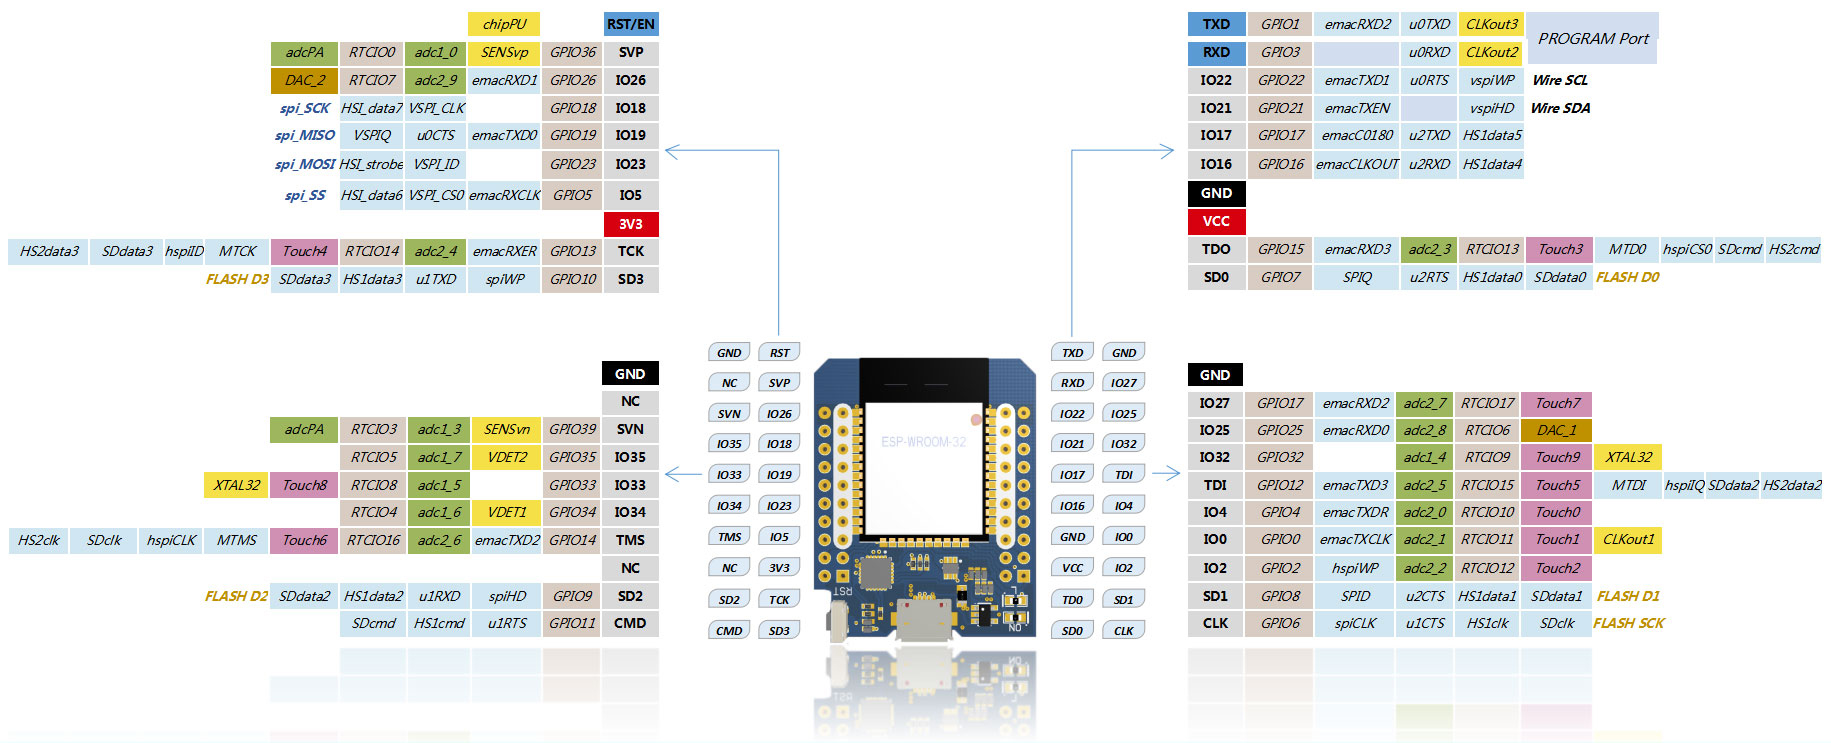 chipPU RST/EN
adcPA RTCIO0 adc1_0 SENSvp GPIO36 SVP
DAC_2 RTCIO7 adc2_9 emacRXD1 GPIO26 IO26
spi_SCK HSI_data7 VSPI_CLK GPIO18 IO18
spi_MISO VSPIQ u0CTS emacTXD0 GPIO19 IO19
spi_MOSI HSI_strobe VSPI_ID GPIO23 IO23
spi_SS HSI_data6 VSPI_CS0 emacRXCLK GPIO5 IO5
3V3
HS2data3 SDdata3 hspiID MTCK Touch4 RTCIO14 adc2_4 emacRXER GPIO13 TCK
FLASH D3 SDdata3 HS1data3 u1TXD spiWP GPIO10 SD3
TXD GPIO1 emacRXD2 u0TXD CLKout3
PROGRAM Port
RXD GPIO3 u0RXD CLKout2
IO22 GPIO22 emacTXD1 u0RTS vspiWP Wire SCL
IO21 GPIO21 emacTXEN vspiHD Wire SDA
IO17 GPIO17 emacC0180 u2TXD HS1data5
IO16 GPIO16 emacCLKOUT u2RXD HS1data4
GND
VCC
TDO GPIO15 emacRXD3 adc2_3 RTCIO13 Touch3 MTD0 hspiCS0 SDcmd HS2cmd
SD0 GPIO7 SPIQ u2RTS HS1data0 SDdata0 FLASH D0
GND
NC
adcPA RTCIO3 adc1_3 SENSvn GPIO39 SVN
RTCIO5 adc1_7 VDET2 GPIO35 IO35
XTAL32 Touch8 RTCIO8 adc1_5 GPIO33 IO33
RTCIO4 adc1_6 VDET1 GPIO34 IO34
HS2clk SDclk hspiCLK MTMS Touch6 RTCIO16 adc2_6 emacTXD2 GPIO14 TMS
NC
FLASH D2 SDdata2 HS1data2 u1RXD spiHD GPIO9 SD2
SDcmd HS1cmd u1RTS GPIO11 CMD
GND RST
NC SVP
SVN IO26
IO35 IO18
IO33 IO19
IO34 IO23
TMS IO5
NC 3V3
SD2 TCK
CMD SD3
ESP-WROOM-32
RST
NO
TXD GND
RXD IO27
IO22 IO25
IO21 IO32
IO17 TDI
IO16 IO4
GND IO0
VCC IO2
TD0 SD1
SD0 CLK
GND
IO27 GPIO17 emacRXD2 adc2_7 RTCIO17 Touch7
IO25 GPIO25 emacRXD0 adc2_8 RTCIO6 DAC_1
IO32 GPIO32 adc1_4 RTCIO9 Touch9 XTAL32
TDI GPIO12 emacTXD3 adc2_5 RTCIO15 Touch5 MTDI hspiIQ SDdata2 HS2data2
IO4 GPIO4 emacTXDR adc2_0 RTCIO10 Touch0
IO0 GPIO0 emacTXCLK adc2_1 RTCIO11 Touch1 CLKout1
IO2 GPIO2 hspiWP adc2_2 RTCIO12 Touch2
SD1 GPIO8 SPID u2CTS HS1data1 SDdata1 FLASH D1
CLK GPIO6 spiCLK u1CTS HS1clk SDclk FLASH SCK